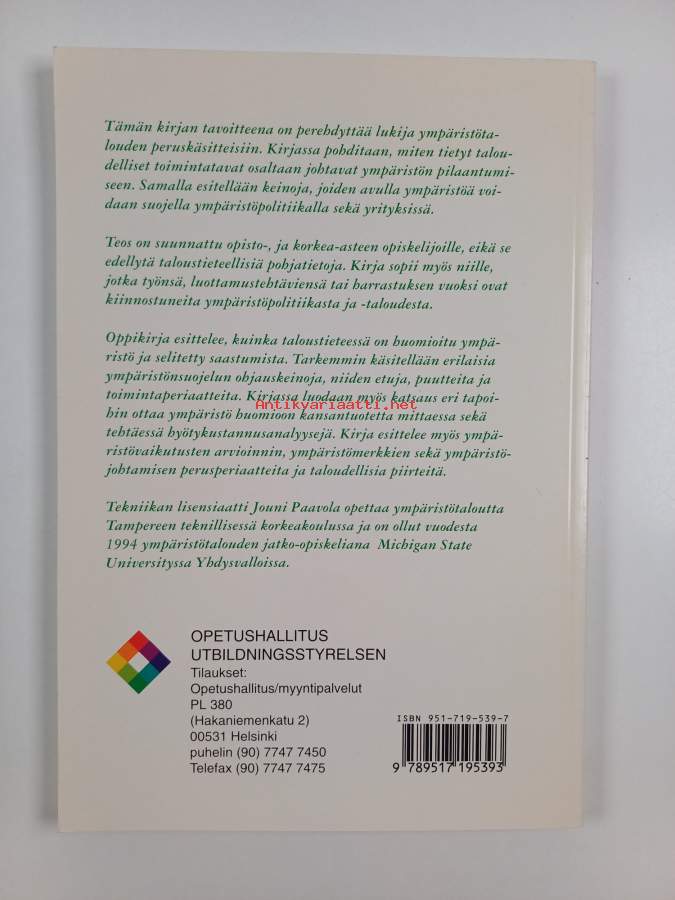 Tämän kirjan tavoitteena on perehdyttää lukija ympäristöta-
louden peruskäsitteisiin. Kirjassa pohditaan, miten tietyt talou-
delliset toimintatavat osaltaan johtavat ympäristön pilaantumi-
seen. Samalla esitellään keinoja, joiden avulla ympäristöä voi-
daan suojella ympäristöpolitiikalla sekä yrityksissä.
Teos on suunnattu opisto-, ja korkea-asteen opiskelijoille, eikä se
edellytä taloustieteellisiä pohjatietoja. Kirja sopii myös niille,
jotka työnsä, luottamustehtäviensä tai harrastuksen vuoksi ovat
kiinnostuneita ympäristöpolitiikasta ja -taloudesta.
Oppikirja esittelee, kuinka taloustieteessä on huomioitu ympä-
ristö ja selitetty saastumista. Tarkemmin käsitellään erilaisia
ympäristönsuojelun ohjauskeinoja, niiden etuja, puutteita ja
toimintaperiaatteita. Kirjassa luodaan myös katsaus eri tapoi-
Antikvariaatti.net
hin ottaa ympäristö huomioon kansantuotetta mittaessa sekä
tehtäessä hyötykustannusanalyysejä. Kirja esittelee myös ympä-
ristövaikutusten arvioinnin, ympäristömerkkien sekä ympäristö-
johtamisen perusperiaatteita ja taloudellisia piirteitä.
Tekniikan lisensiaatti Jouni Paavola opettaa ympäristötaloutta
Tampereen teknillisessä korkeakoulussa ja on ollut vuodesta
1994 ympäristötalouden jatko-opiskeliana Michigan State
Universityssa Yhdysvalloissa.
OPETUSHALLITUS
UTBILDNINGSSTYRELSEN
Tilaukset:
Opetushallitus/myyntipalvelut
PL 380
(Hakaniemenkatu 2)
00531 Helsinki
puhelin (90) 7747 7450
Telefax (90) 7747 7475
ISBN 951-719-539-7
9 789517 195393